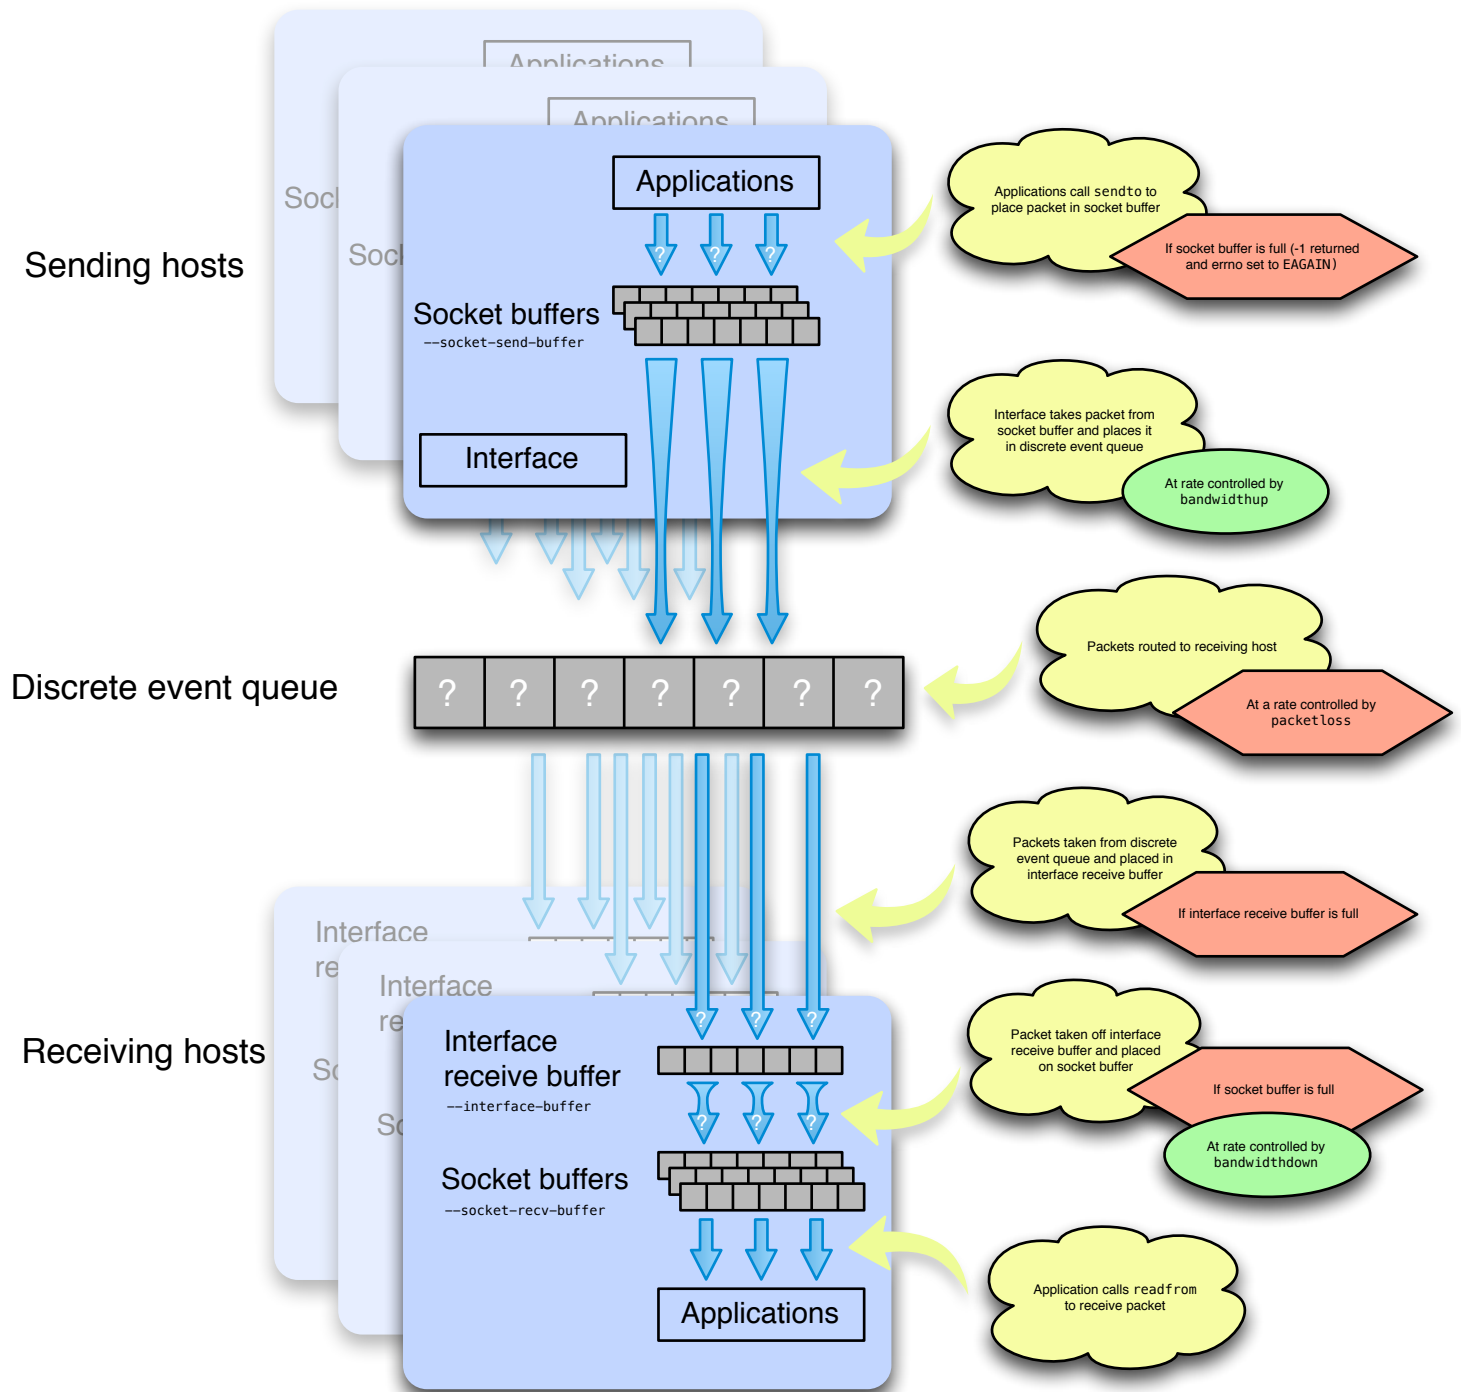 Applications
Applications
Applications
Sock
Sock
Sending hosts
Socket buffers
--socket-send-buffer
Interface
? ? ?
Applications call sendto to
place packet in socket buffer
If socket buffer is full (-1 returned
and errno set to EAGAIN)
Interface takes packet from
socket buffer and places it
in discrete event queue
At rate controlled by
bandwidthup
Discrete event queue
? ? ? ? ? ? ?
Packets routed to receiving host
At a rate controlled by
packetloss
Packets taken from discrete
event queue and placed in
interface receive buffer
If interface receive buffer is full
Receiving hosts
Interface
re
So
Interface
re
So
Interface
receive buffer
--interface-buffer
? ? ?
? ? ?
Socket buffers
--socket-recv-buffer
Applications
Packet taken off interface
receive buffer and placed
on socket buffer
If socket buffer is full
At rate controlled by
bandwidthdown
Application calls readfrom
to receive packet